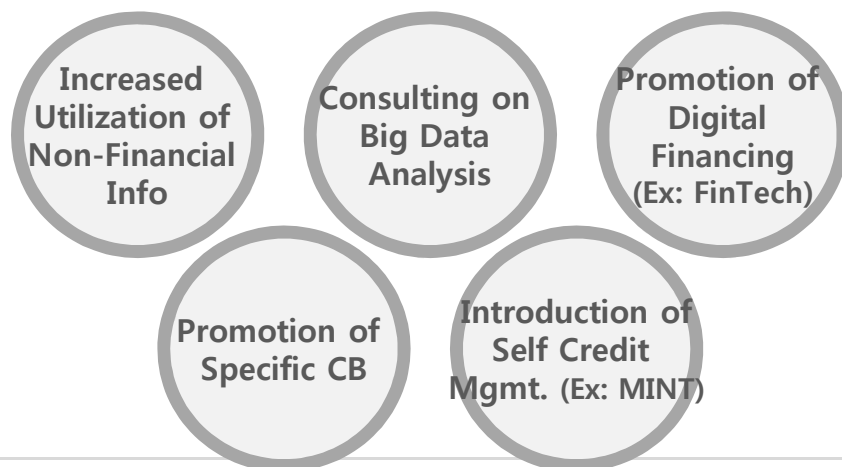 Increased
Utilization of
Non-Financial
Info
Consulting on
Big Data
Analysis
Promotion of
Digital
Financing
(Ex: FinTech)
Promotion of
Specific CB
Introduction of
Self Credit
Mgmt. (Ex: MINT)